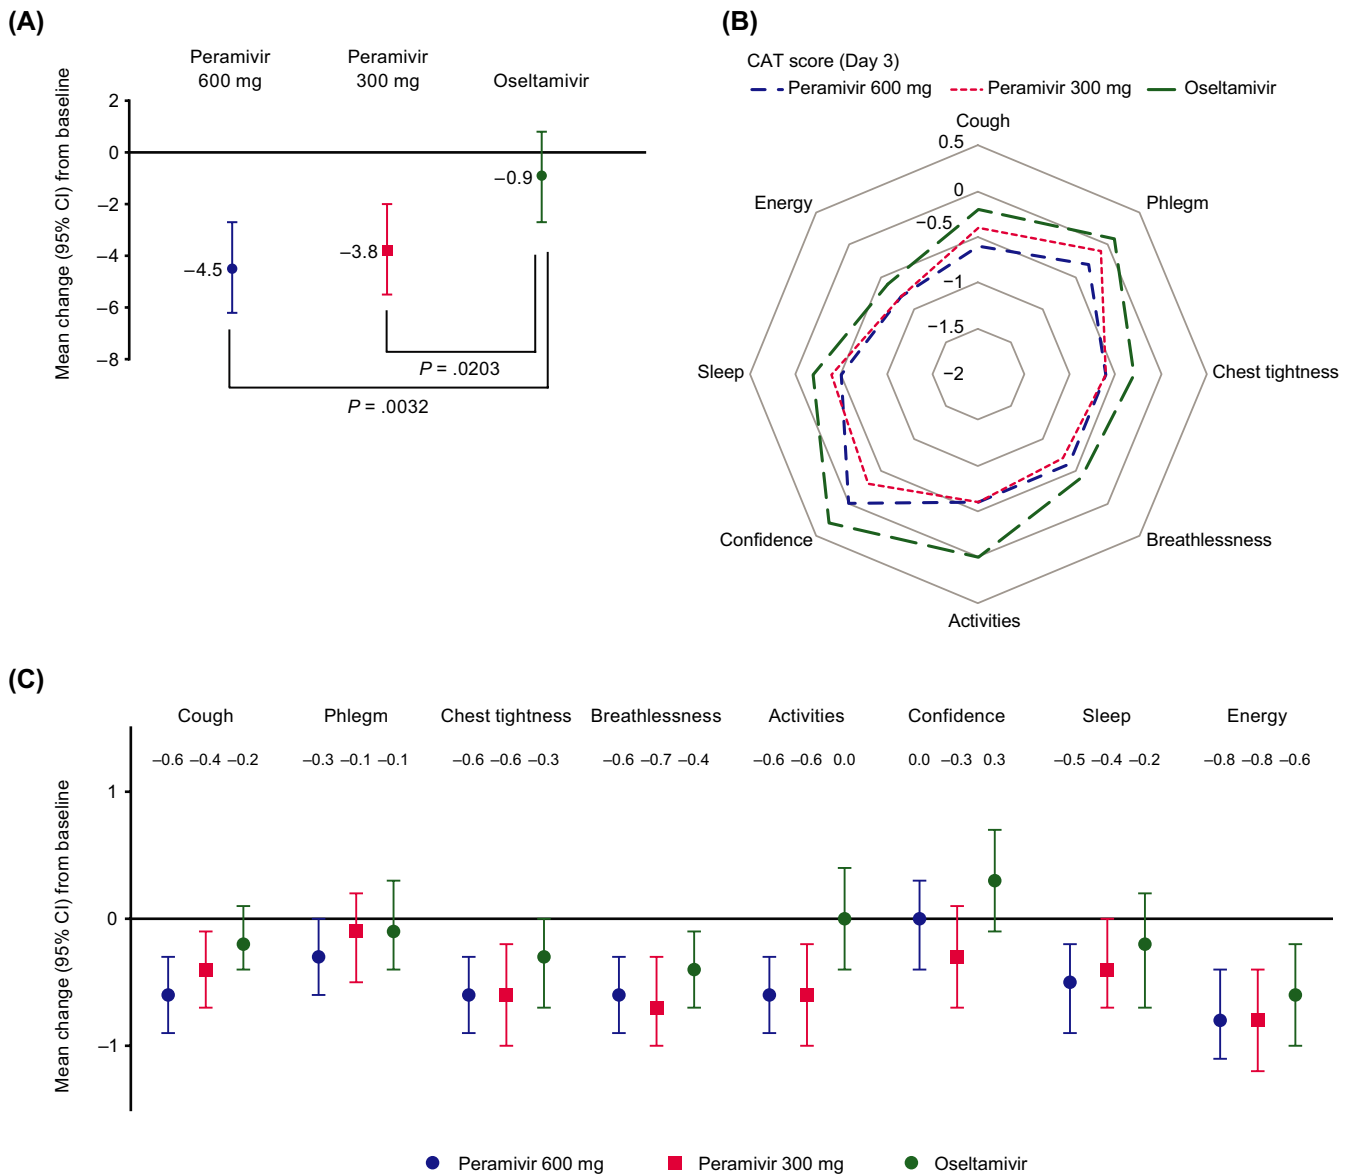 (A)
Peramivir
600 mg
Peramivir
300 mg
Oseltamivir
Mean change (95% CI) from baseline
2
0
–2
–4
–6
–8
–4.5
–3.8
–0.9
P = .0203
P = .0032
(B)
CAT score (Day 3)
Peramivir 600 mg Peramivir 300 mg Oseltamivir
Cough
Phlegm
Chest tightness
Breathlessness
Activities
Confidence
Sleep
Energy
0.5
0
–0.5
–1
–1.5
–2
(C)
Cough Phlegm Chest tightness Breathlessness Activities Confidence Sleep Energy
–0.6 –0.4 –0.2 –0.3 –0.1 –0.1 –0.6 –0.6 –0.3 –0.6 –0.7 –0.4 –0.6 –0.6 0.0 0.0 –0.3 0.3 –0.5 –0.4 –0.2 –0.8 –0.8 –0.6
Mean change (95% CI) from baseline
1
0
–1
Peramivir 600 mg Peramivir 300 mg Oseltamivir